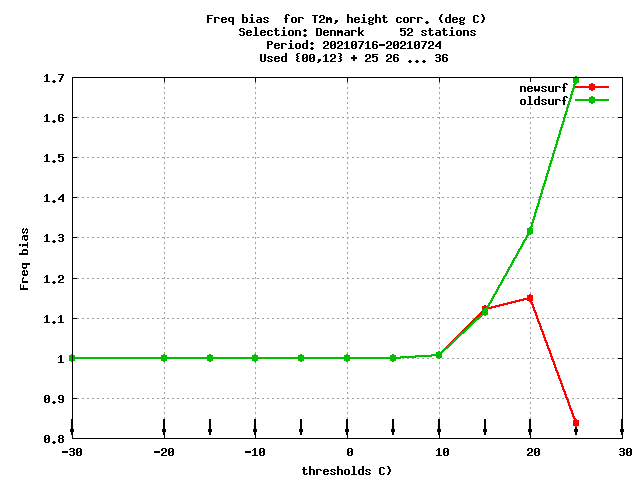 Freq bias  for T2m, height corr. (deg C)
Selection: Denmark     52 stations
Period: 20210716-20210724
Used {00,12} + 25 26 ... 36
newsurf
oldsurf
1.7
1.6
1.5
1.4
1.3
1.2
1.1
1
0.9
0.8
Freq bias
-30
-20
-10
0
10
20
30
thresholds C)